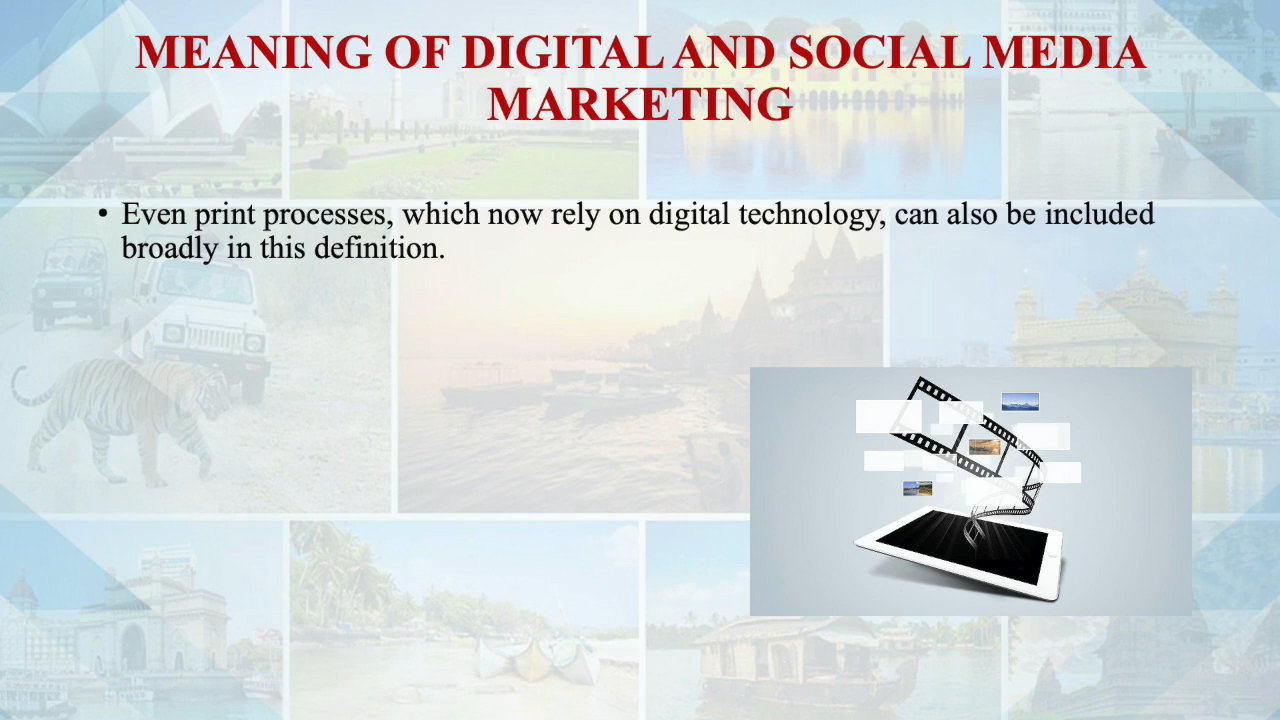 MEANING OF DIGITAL AND SOCIAL MEDIA
MARKETING
• Even print processes, which now rely on digital technology, can also be included
broadly in this definition.